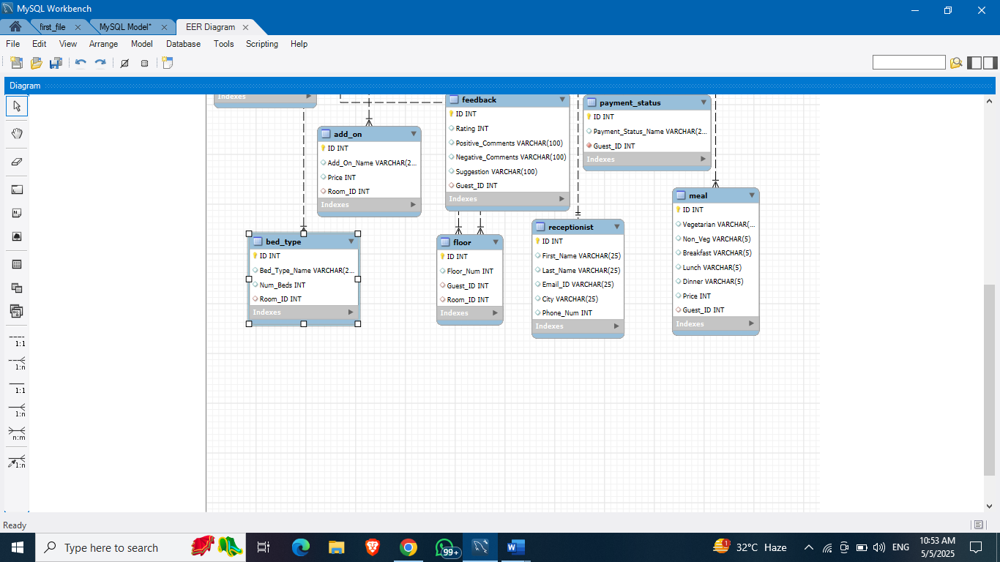 MySQL Workbench
first_file
MySQL Model*
EER Diagram
File Edit View Arrange Model Database Tools Scripting Help
Diagram
Indexes
feedback
ID INT
Rating INT
Positive_Comments VARCHAR(100)
Negative_Comments VARCHAR(100)
Suggestion VARCHAR(100)
Guest_ID INT
Indexes
payment_status
ID INT
Payment_Status_Name VARCHAR(2...
Guest_ID INT
Indexes
add_on
ID INT
Add_On_Name VARCHAR(2...
Price INT
Room_ID INT
Indexes
meal
ID INT
Vegetarian VARCHAR(...
Non_Veg VARCHAR(5)
Breakfast VARCHAR(5)
Lunch VARCHAR(5)
Dinner VARCHAR(5)
Price INT
Guest_ID INT
Indexes
bed_type
ID INT
Bed_Type_Name VARCHAR(2...
Num_Beds INT
Room_ID INT
Indexes
floor
ID INT
Floor_Num INT
Guest_ID INT
Room_ID INT
Indexes
receptionist
ID INT
First_Name VARCHAR(25)
Last_Name VARCHAR(25)
Email_ID VARCHAR(25)
City VARCHAR(25)
Phone_Num INT
Indexes
1:1
1:n
1:1
1:n
n:m
1:n
Ready
Type here to search
99+
W
1
32°C Haze
ENG
10:53 AM
5/5/2025